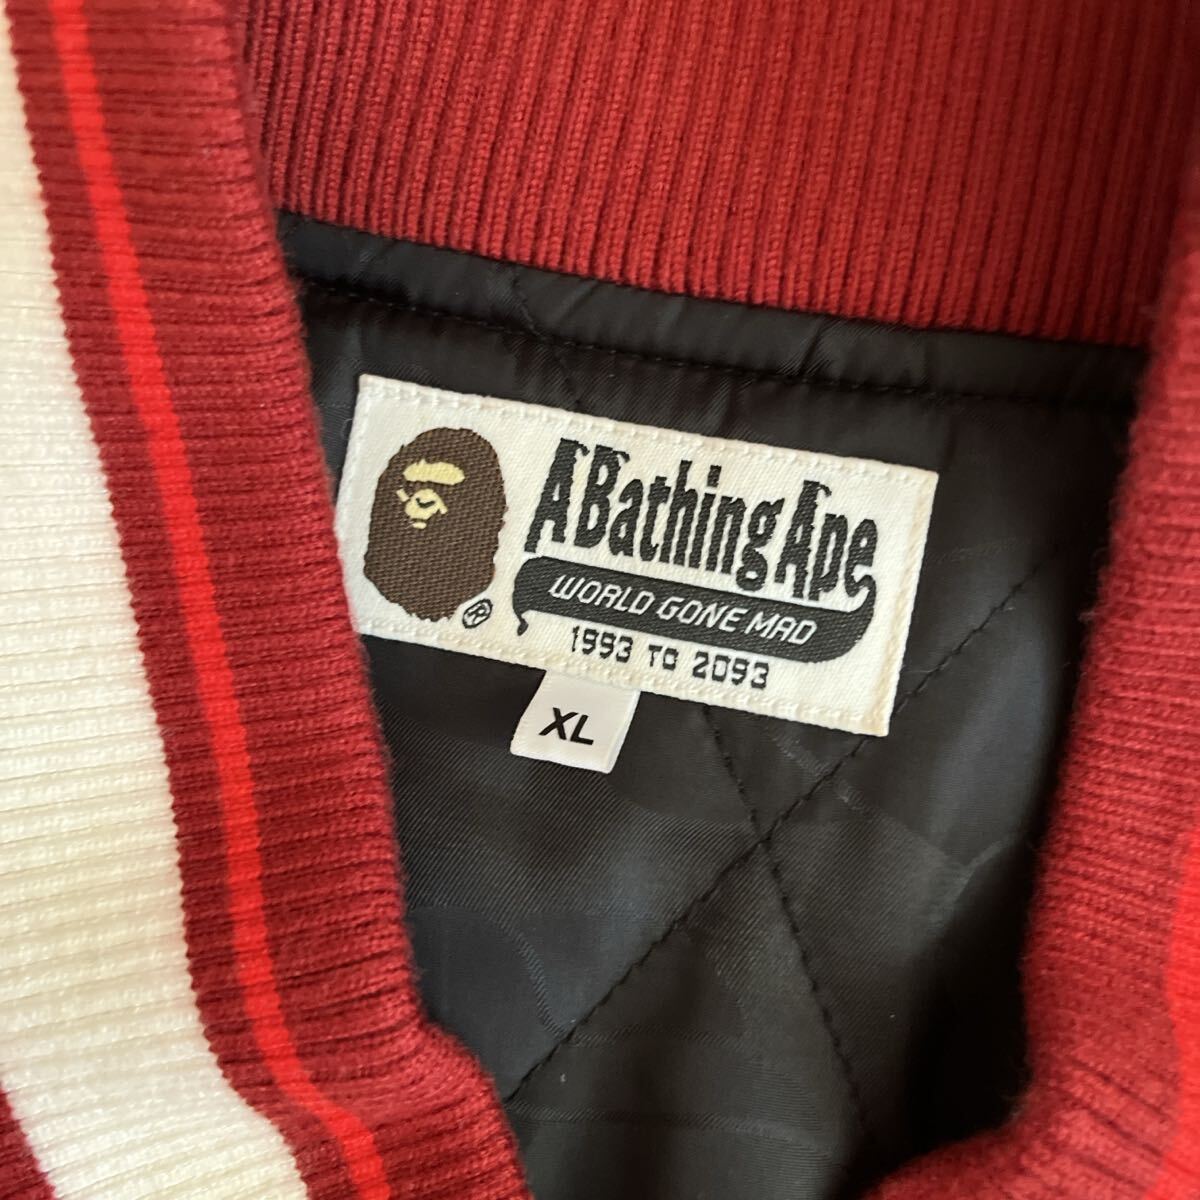 A Bathing Ape
WORLD GONE MAD
1993 TO 2093
®
XL